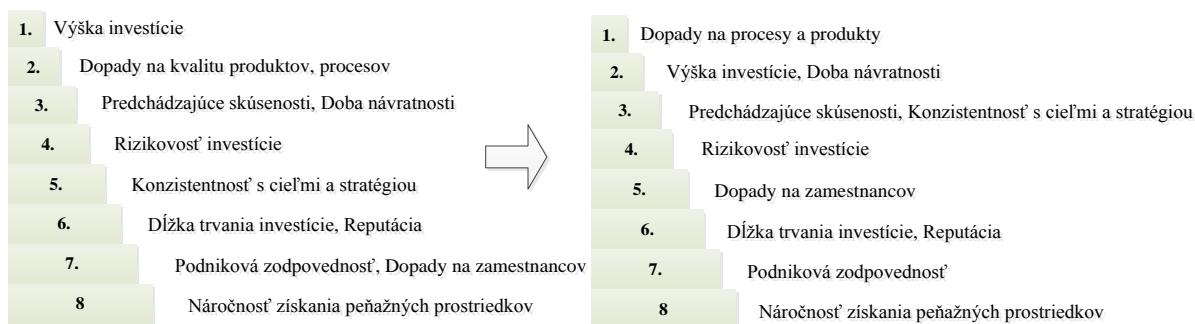 1. Výška investície
2. Dopady na kvalitu produktov, procesov
3. Predchádzajúce skúsenosti, Doba návratnosti
4. Rizikovosť investície
5. Konzistentnosť s cieľmi a stratégiou
6. Dĺžka trvania investície, Reputácia
7. Podniková zodpovednosť, Dopady na zamestnancov
8 Náročnosť získania peňažných prostriedkov
1. Dopady na procesy a produkty
2. Výška investície, Doba návratnosti
3. Predchádzajúce skúsenosti, Konzistentnosť s cieľmi a stratégiou
4. Rizikovosť investície
5. Dopady na zamestnancov
6. Dĺžka trvania investície, Reputácia
7. Podniková zodpovednosť
8 Náročnosť získania peňažných prostriedkov